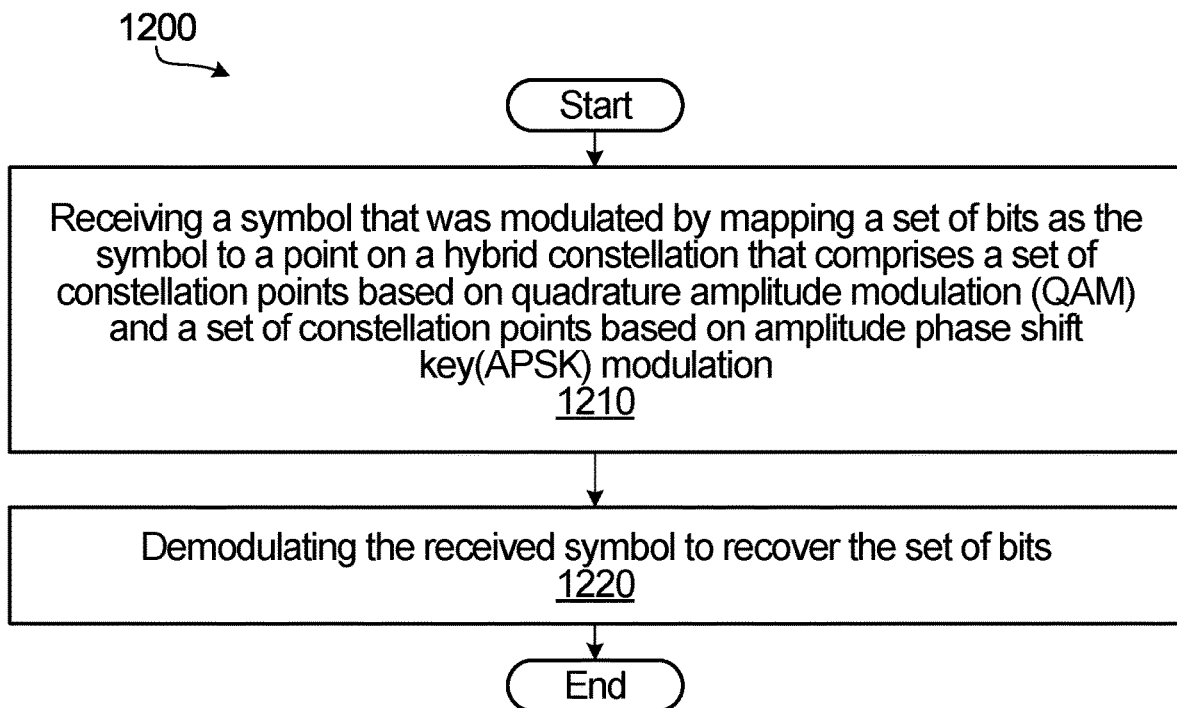 1200
Start
Receiving a symbol that was modulated by mapping a set of bits as the
symbol to a point on a hybrid constellation that comprises a set of
constellation points based on quadrature amplitude modulation (QAM)
and a set of constellation points based on amplitude phase shift
key(APSK) modulation
1210
Demodulating the received symbol to recover the set of bits
1220
End